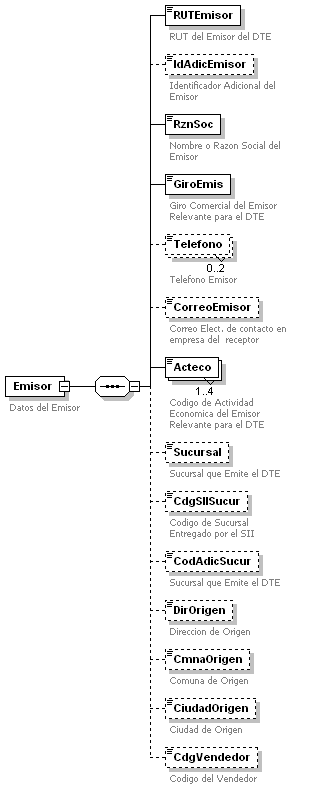 RUTEmisor
RUT del Emisor del DTE
IdAdicEmisor
Identificador Adicional del
Emisor
RznSoc
Nombre o Razon Social del
Emisor
GiroEmis
Giro Comercial del Emisor
Relevante para el DTE
Telefono
0..2
Telefono Emisor
CorreoEmisor
Correo Elect. de contacto en
empresa del receptor
Emisor
Datos del Emisor
Acteco
1..4
Codigo de Actividad
Economica del Emisor
Relevante para el DTE
Sucursal
Sucursal que Emite el DTE
CdgSIISucur
Codigo de Sucursal
Entregado por el SII
CodAdicSucur
Sucursal que Emite el DTE
DirOrigen
Direccion de Origen
CmnaOrigen
Comuna de Origen
CiudadOrigen
Ciudad de Origen
CdgVendedor
Codigo del Vendedor